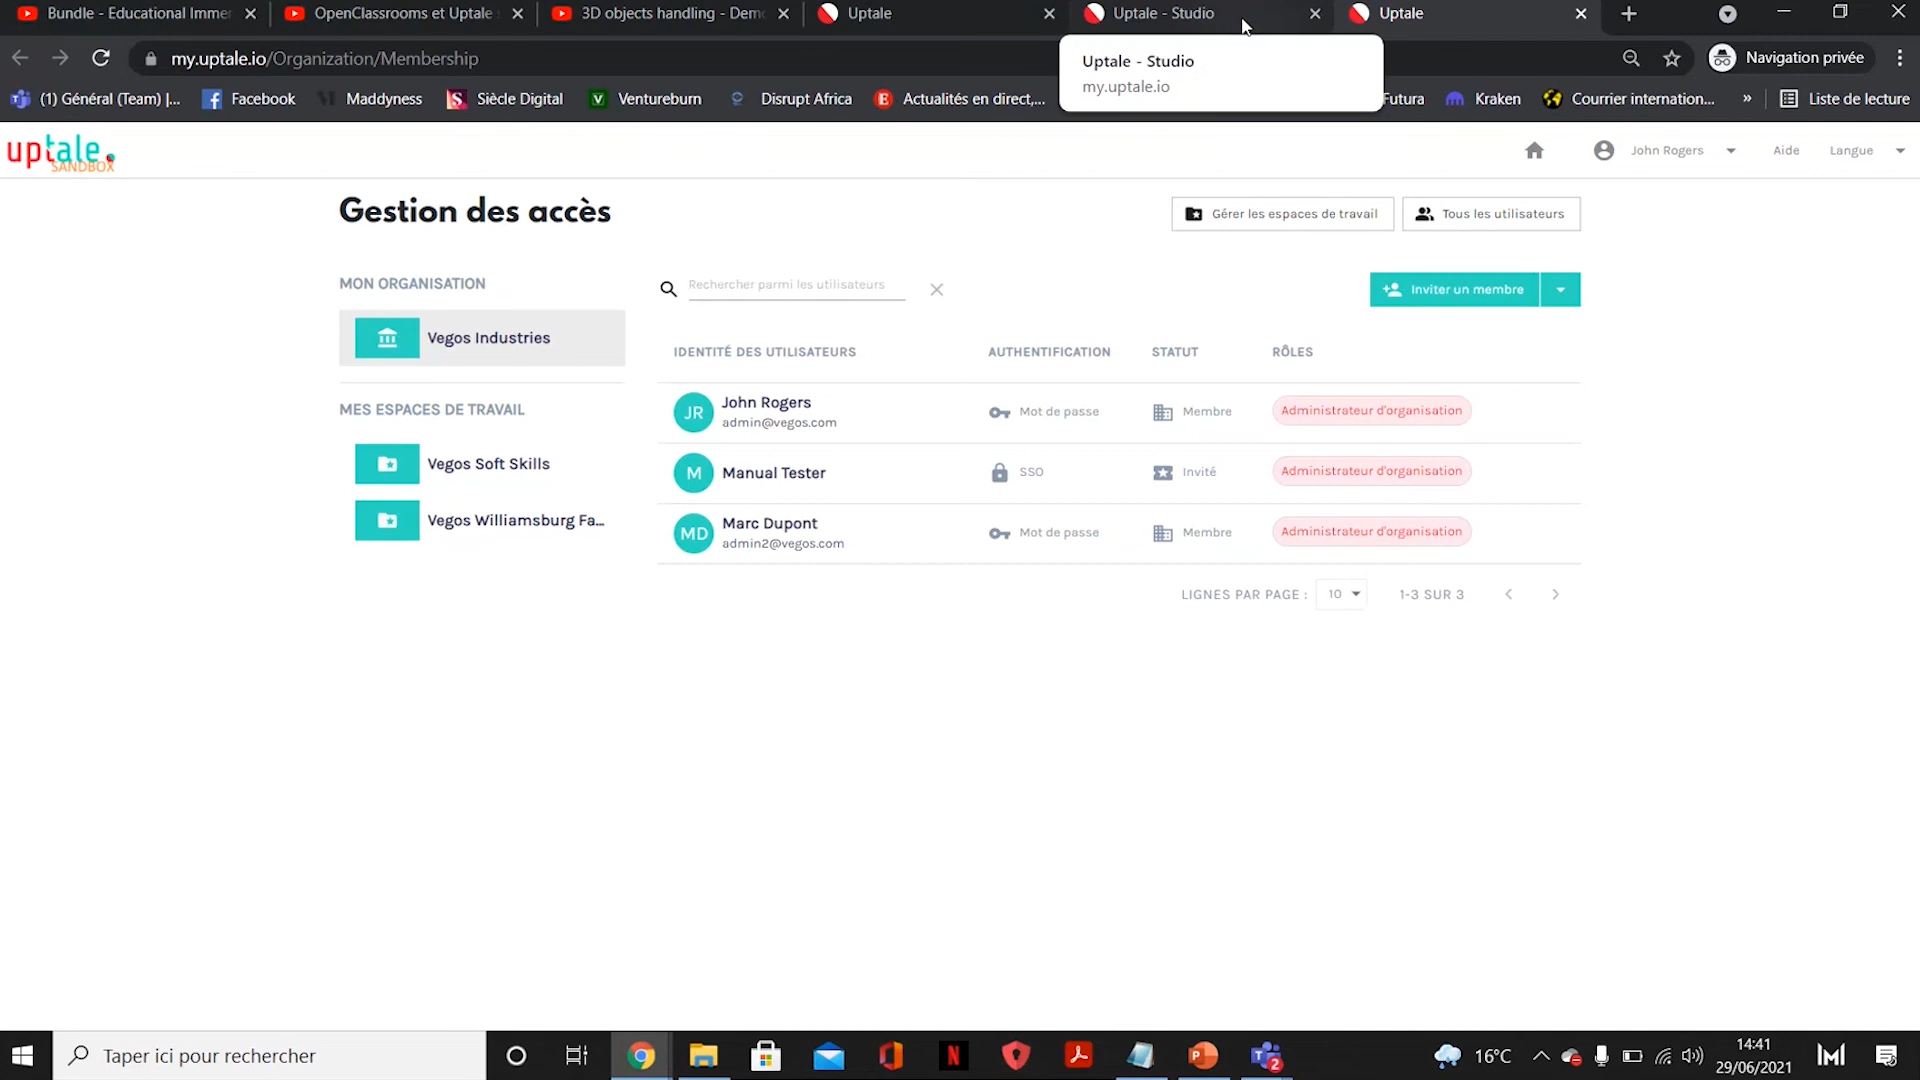 Bundle - Educational Immer
OpenClassrooms et Uptale
3D objects handling - Demo
Uptale
Uptale - Studio
Uptale
my.uptale.io/Organization/Membership
Navigation privée
Uptale - Studio
my.uptale.io
(1) Général (Team) |...
Facebook
Maddyness
Siècle Digital
Ventureburn
Disrupt Africa
Actualités en direct,...
Futura
Kraken
Courrier internation...
»
Liste de lecture
uptale
SANDBOX
John Rogers
Aide
Langue
Gestion des accès
Gérer les espaces de travail
Tous les utilisateurs
MON ORGANISATION
Rechercher parmi les utilisateurs
Inviter un membre
Vegos Industries
IDENTITÉ DES UTILISATEURS
AUTHENTIFICATION
STATUT
RÔLES
MES ESPACES DE TRAVAIL
Vegos Soft Skills
Vegos Williamsburg Fa...
JR
John Rogers
admin@vegos.com
Mot de passe
Membre
Administrateur d'organisation
M
Manual Tester
SSO
Invité
Administrateur d'organisation
MD
Marc Dupont
admin2@vegos.com
Mot de passe
Membre
Administrateur d'organisation
LIGNES PAR PAGE :
10
1-3 SUR 3
Taper ici pour rechercher
N
2
16°C
14:41
29/06/2021